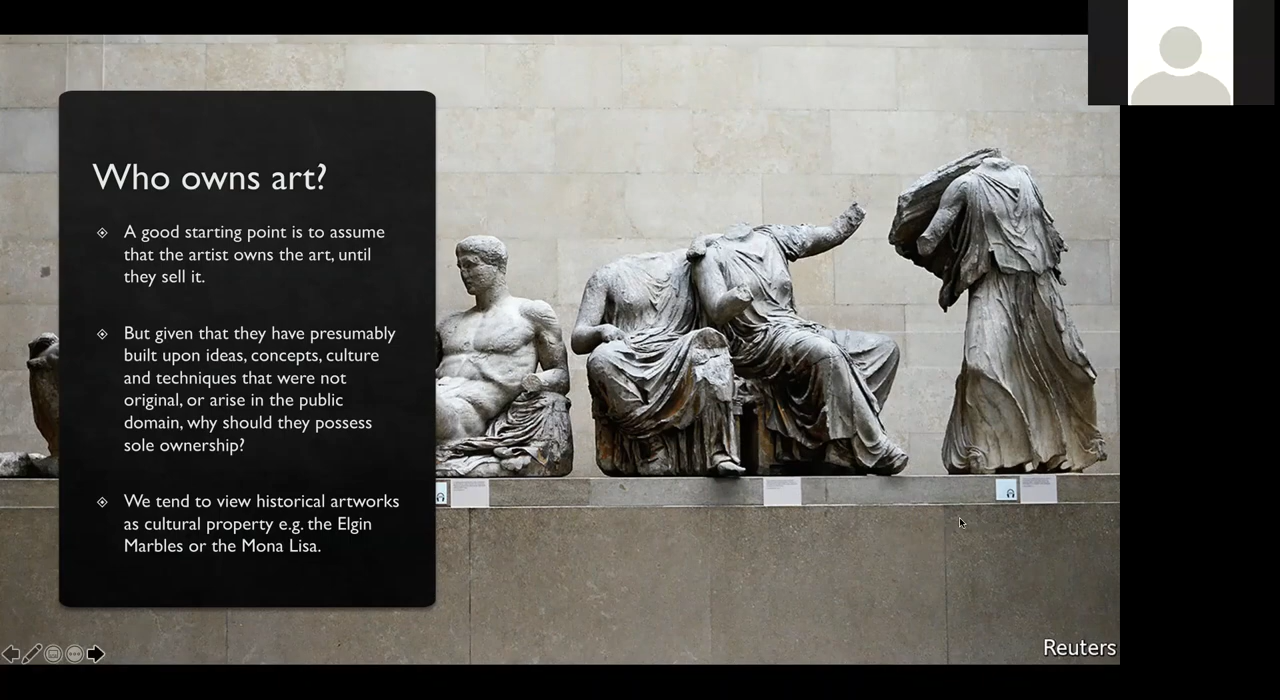 Who owns art?
A good starting point is to assume
that the artist owns the art, until
they sell it.
But given that they have presumably
built upon ideas, concepts, culture
and techniques that were not
original, or arise in the public
domain, why should they possess
sole ownership?
We tend to view historical artworks
as cultural property e.g. the Elgin
Marbles or the Mona Lisa.
Reuters